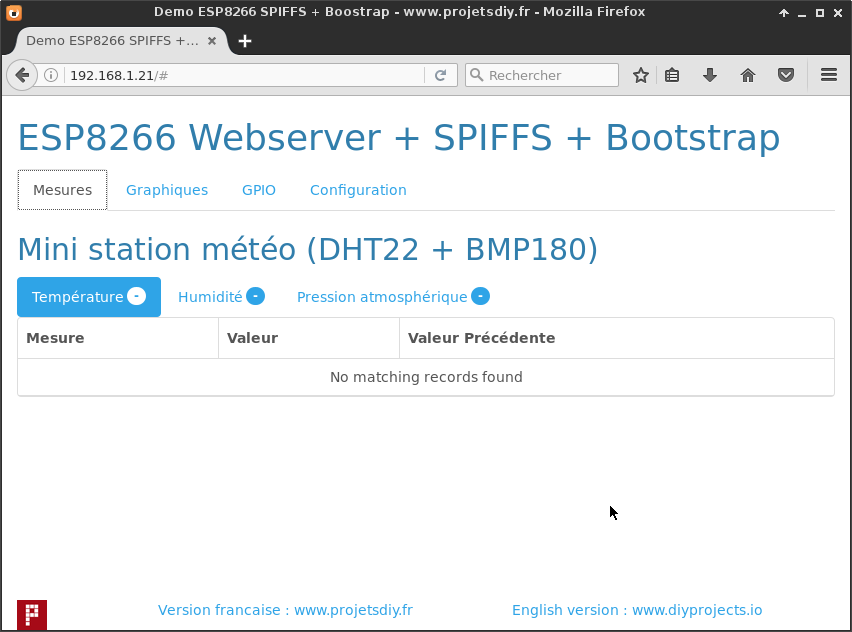 Demo ESP8266 SPIFFS + Boostrap - www.projetsdiy.fr - Mozilla Firefox
Demo ESP8266 SPIFFS +...
192.168.1.21/#
Rechercher
ESP8266 Webserver + SPIFFS + Bootstrap
Mesures Graphiques GPIO Configuration
Mini station météo (DHT22 + BMP180)
Température - Humidité - Pression atmosphérique -
Mesure Valeur Valeur Précédente
No matching records found
Version francaise : www.projetsdiy.fr English version : www.diyprojects.io